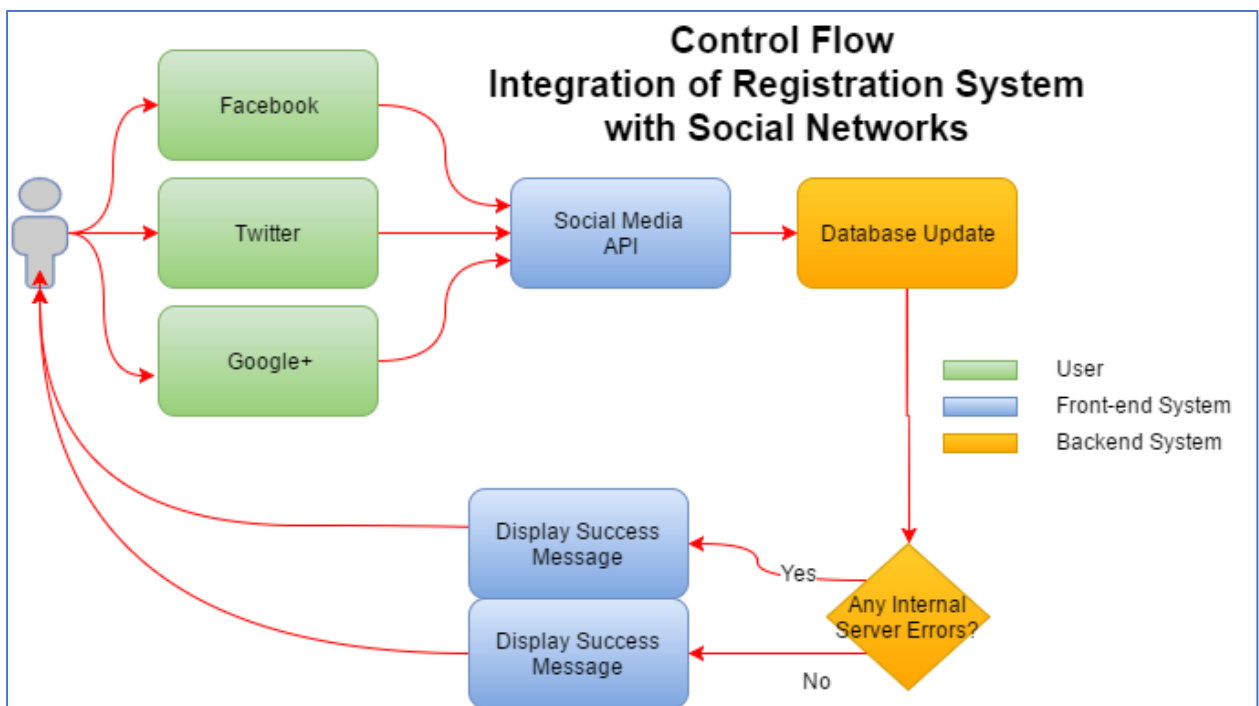 Control Flow
Integration of Registration System
with Social Networks
Facebook
Twitter
Google+
Social Media
API
Database Update
User
Front-end System
Backend System
Display Success
Message
Yes
Any Internal
Server Errors?
Display Success
Message
No